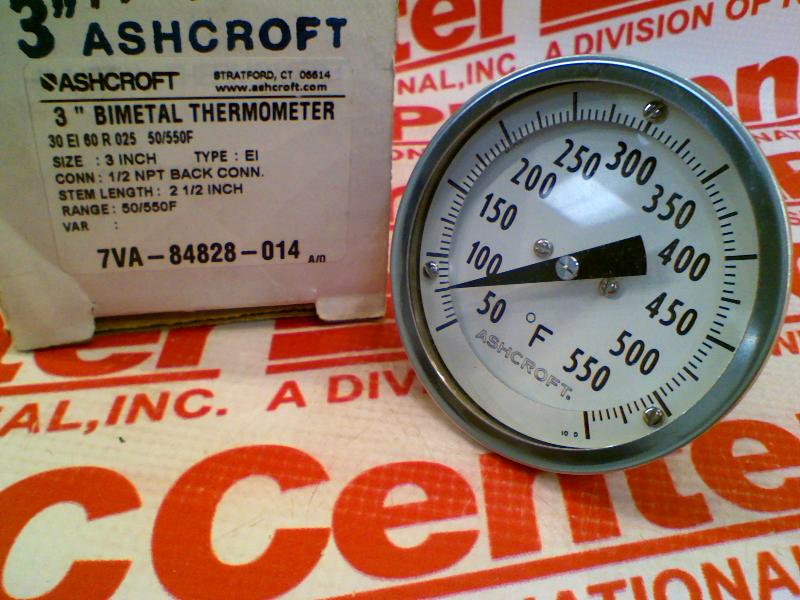 3"
ASHCROFT
ASHCROFT STRATFORD, CT 06614
www.ashcroft.com
3 " BIMETAL THERMOMETER
30 EI 60 R 025 50/550F
SIZE : 3 INCH TYPE : EI
CONN : 1/2 NPT BACK CONN.
STEM LENGTH : 2 1/2 INCH
RANGE : 50/550F
VAR :
7VA-84828-014 A/O
50
100
150
200
250
300
350
400
450
500
550
°F
ASHCROFT.
10 D
A DIVISION OF
NAL, INC.
AL, INC. A DIVI
CCenter